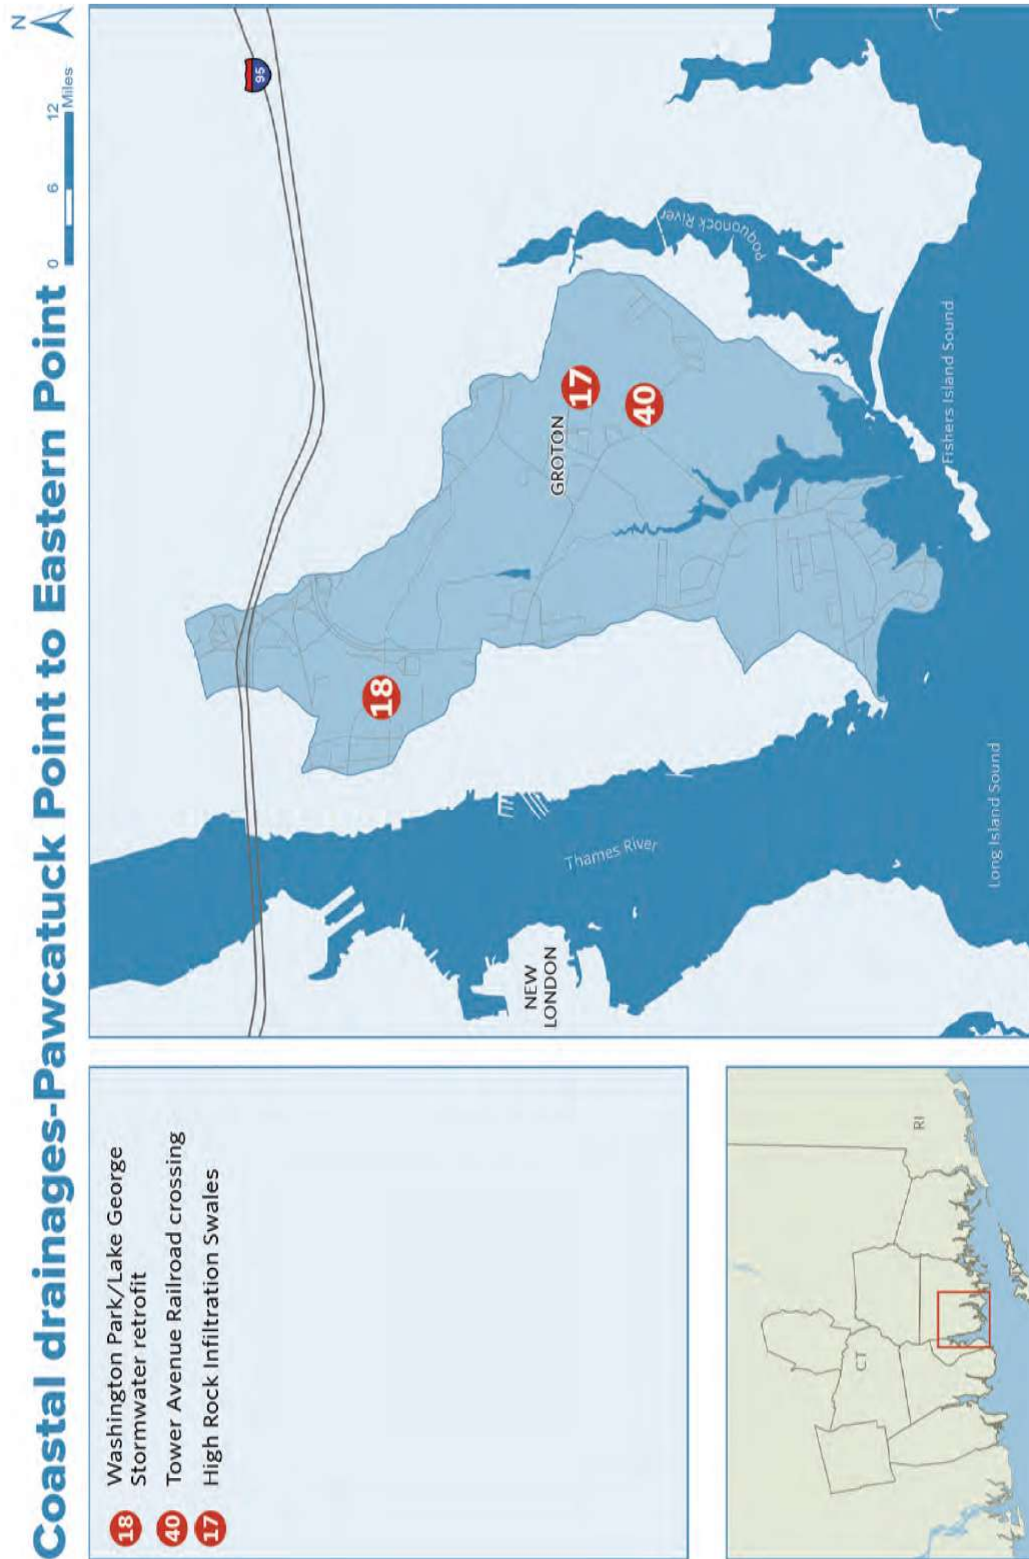 Coastal drainages-Pawcatuck Point to Eastern Point
0 6 12
Miles
N
18 Washington Park/Lake George
Stormwater retrofit
40 Tower Avenue Railroad crossing
17 High Rock Infiltration Swales
95
18
17
40
GROTON
NEW
LONDON
Thames River
Poquonock River
Fishers Island Sound
Long Island Sound
CT
RI